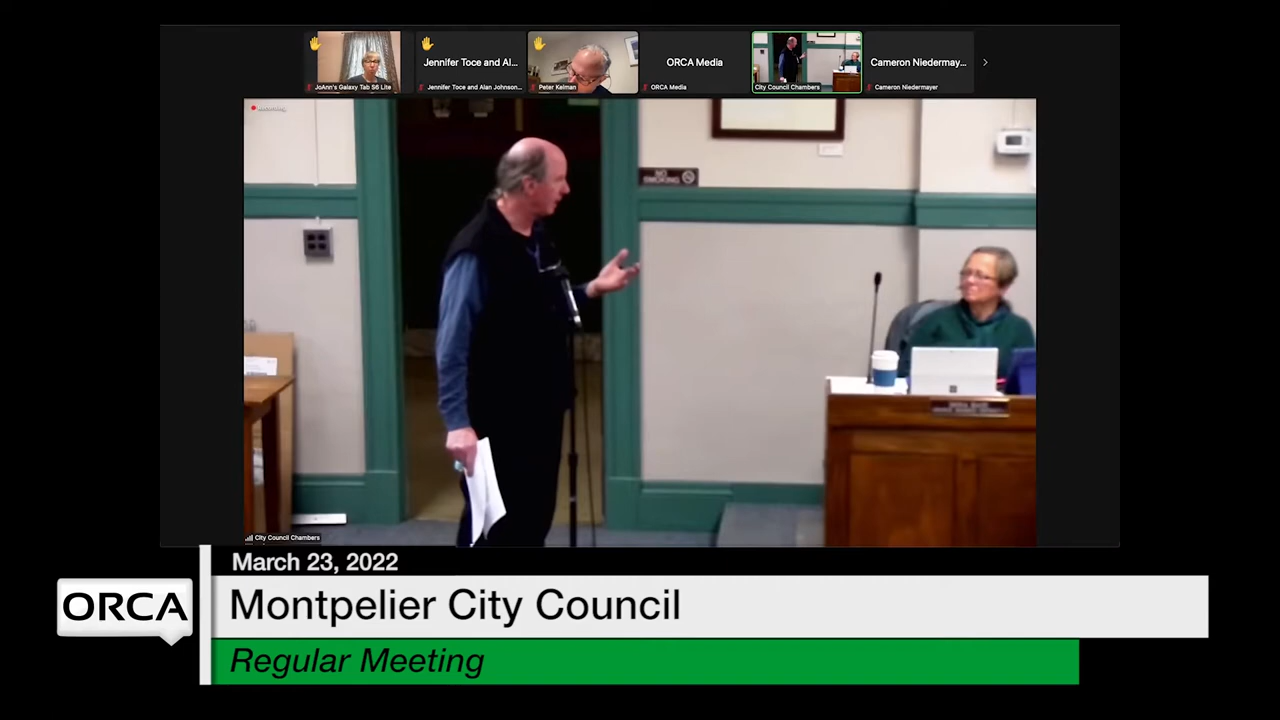 Jennifer Toce and Al...
ORCA Media
Cameron Niedermay...
JoAnn's Galaxy Tab S6 Lite
Jennifer Toce and Alan Johnson...
Peter Kelman
ORCA Media
City Council Chambers
Cameron Niedermayer
Recording
NO
SMOKING
City Council Chambers
March 23, 2022
ORCA
Montpelier City Council
Regular Meeting